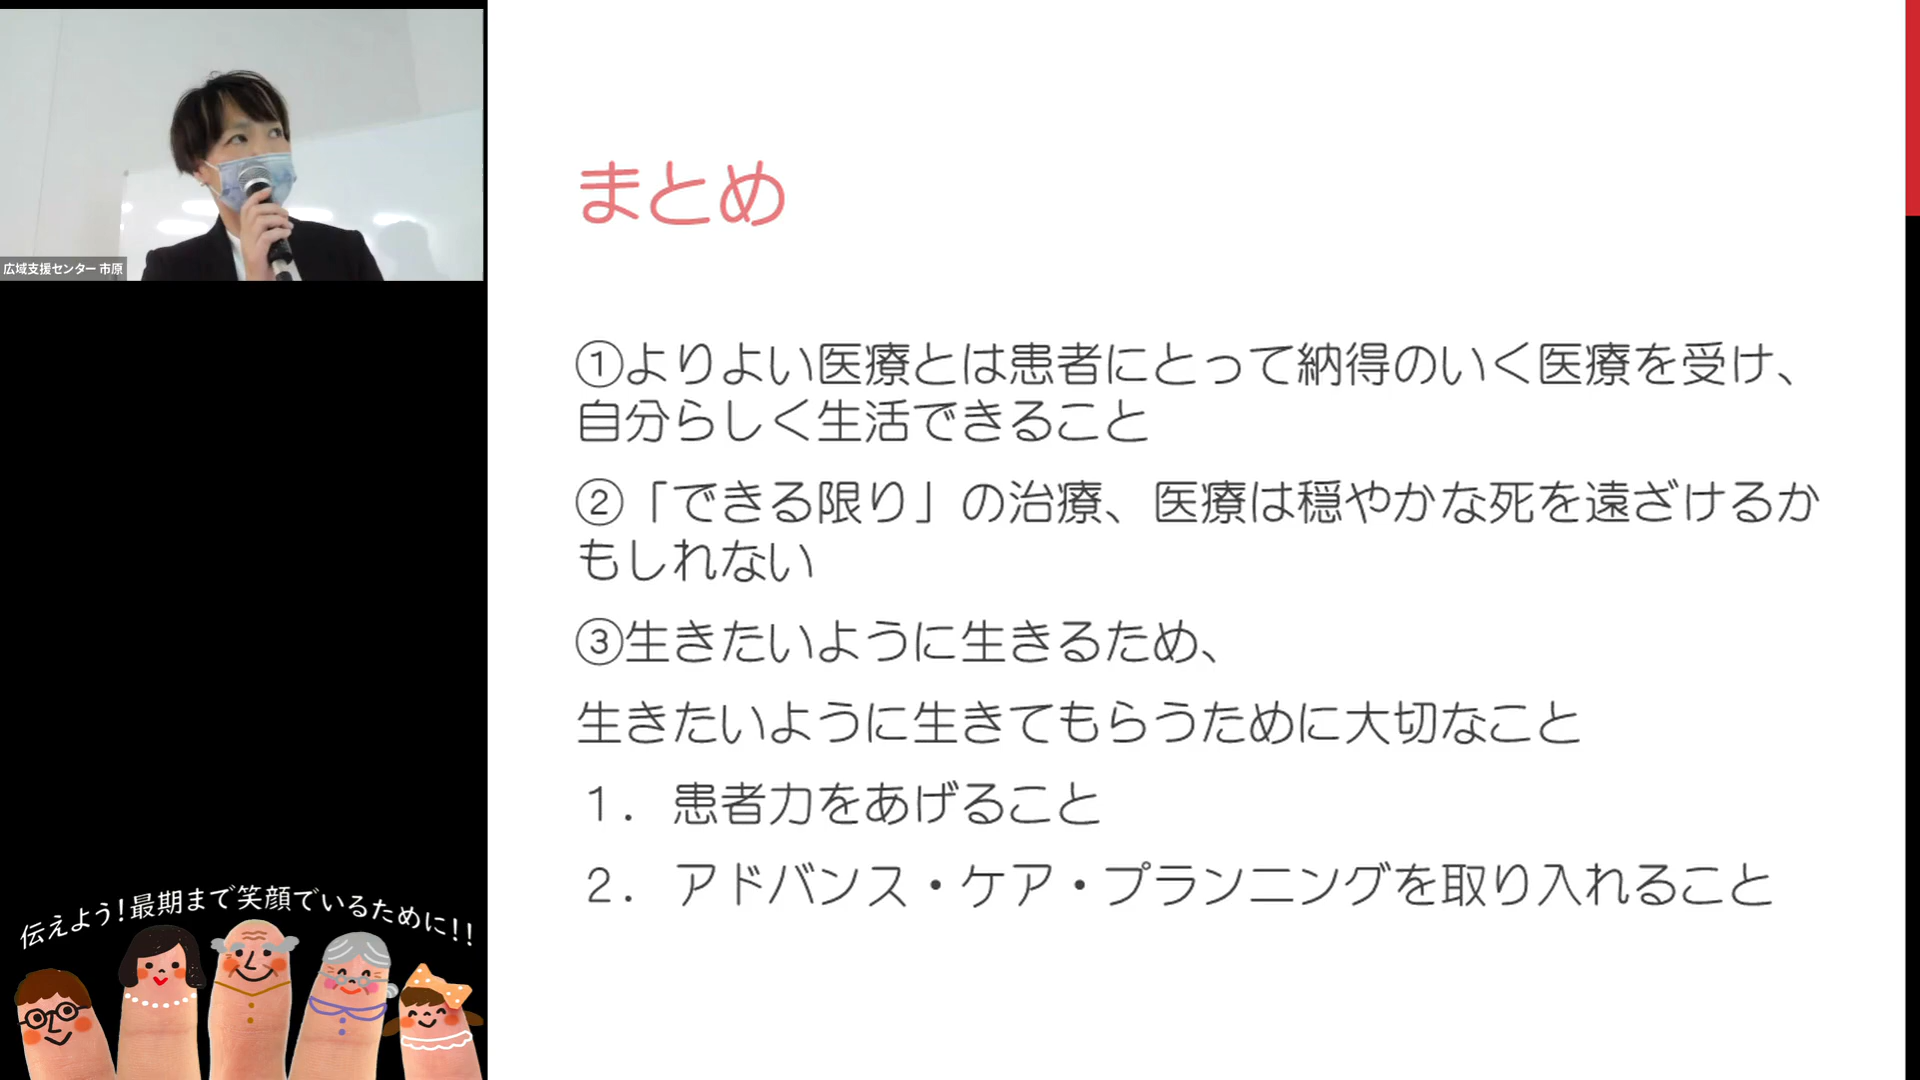 広域支援センター 市原
まとめ
①よりよい医療とは患者にとって納得のいく医療を受け、
自分らしく生活できること
②「できる限り」の治療、医療は穏やかな死を遠ざけるか
もしれない
③生きたいように生きるため、
生きたいように生きてもらうために大切なこと
１．患者力をあげること
２．アドバンス・ケア・プランニングを取り入れること
伝えよう!最期まで笑顔でいるために!!